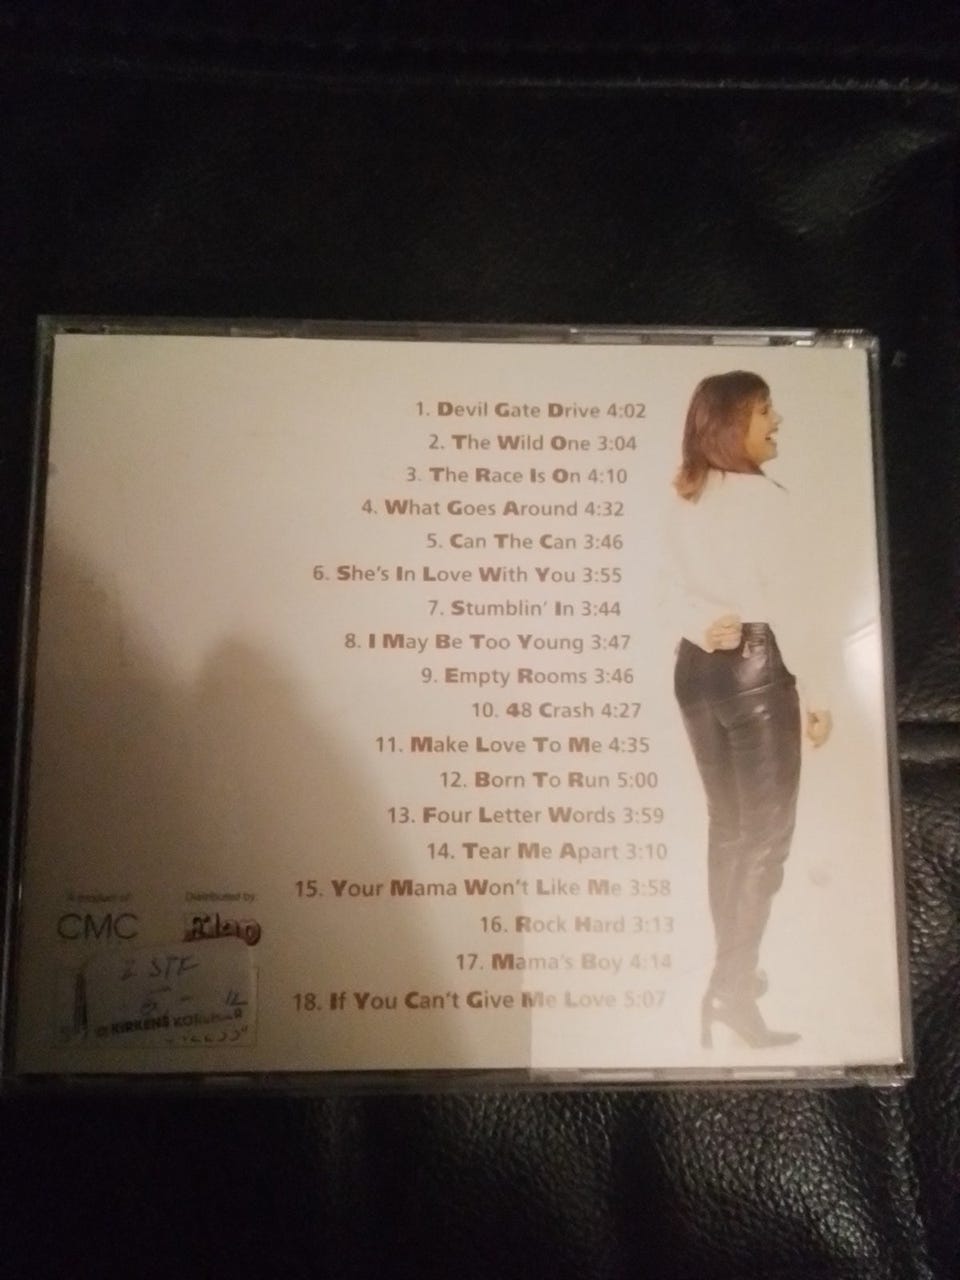 1. Devil Gate Drive 4:02
2. The Wild One 3:04
3. The Race Is On 4:10
4. What Goes Around 4:32
5. Can The Can 3:46
6. She's In Love With You 3:55
7. Stumblin' In 3:44
8. I May Be Too Young 3:47
9. Empty Rooms 3:46
10. 48 Crash 4:27
11. Make Love To Me 4:35
12. Born To Run 5:00
13. Four Letter Words 3:59
14. Tear Me Apart 3:10
15. Your Mama Won't Like Me 3:58
16. Rock Hard 3:13
17. Mama's Boy 4:14
18. If You Can't Give Me Love 5:07
A product of:
CMC
Distributed by:
2 STK
KIRKENS